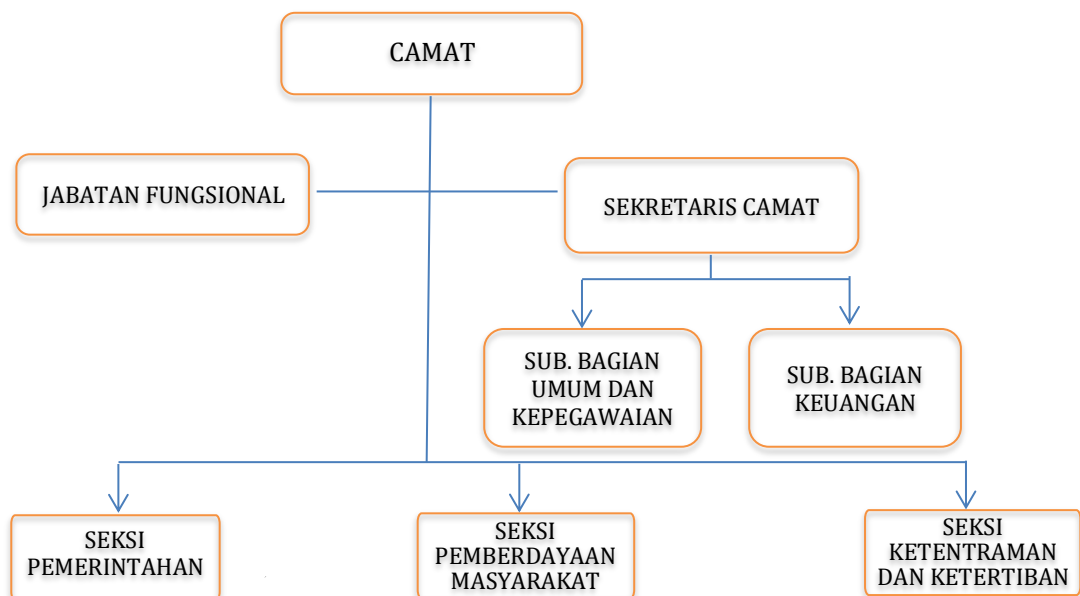 CAMAT
JABATAN FUNGSIONAL
SEKRETARIS CAMAT
SUB. BAGIAN
UMUM DAN
KEPEGAWAIAN
SUB. BAGIAN
KEUANGAN
SEKSI
PEMERINTAHAN
SEKSI
PEMBERDAYAAN
MASYARAKAT
SEKSI
KETENTRAMAN
DAN KETERTIBAN